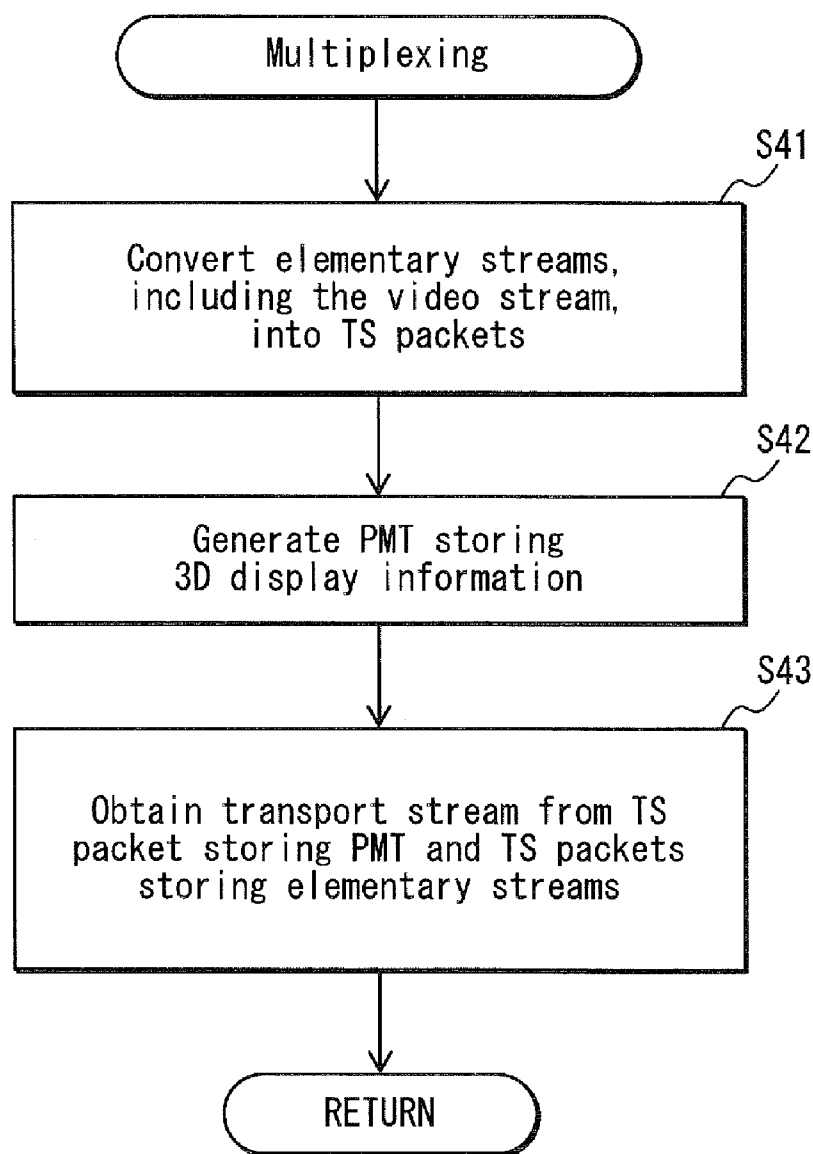 Multiplexing
S41
Convert elementary streams,
including the video stream,
into TS packets
S42
Generate PMT storing
3D display information
S43
Obtain transport stream from TS
packet storing PMT and TS packets
storing elementary streams
RETURN